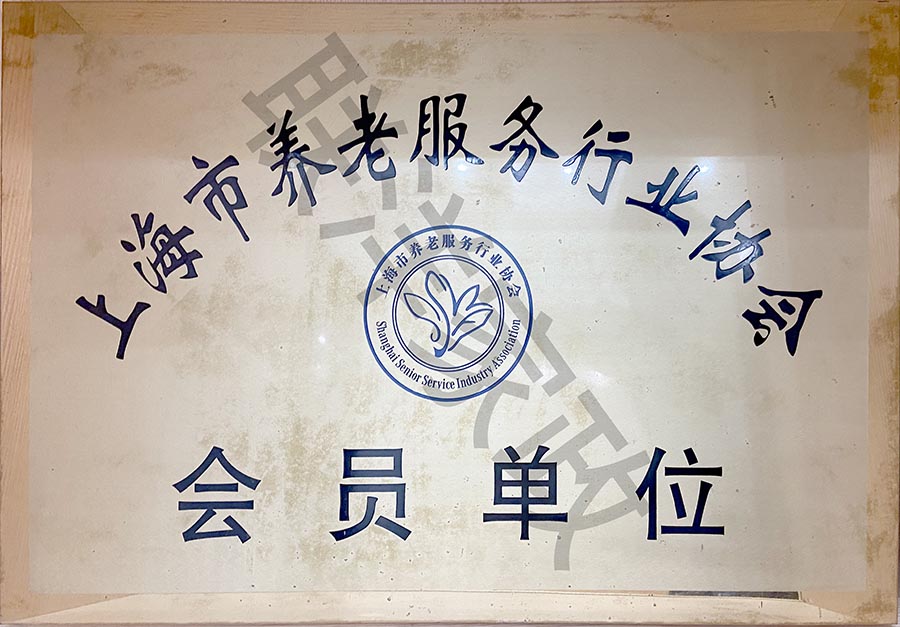 上海市养老服务行业协会
上海市养老服务行业协会
Shanghai Senior Service Industry Association
会员单位